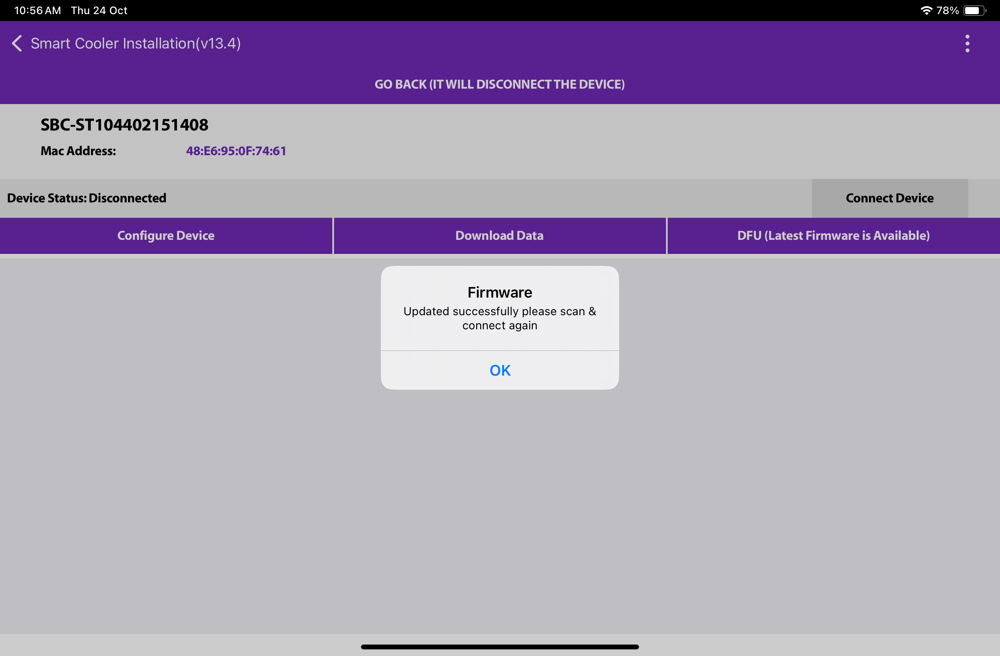 10:56 AM Thu 24 Oct 78%
Smart Cooler Installation(v13.4)
GO BACK (IT WILL DISCONNECT THE DEVICE)
SBC-ST104402151408
Mac Address: 48:E6:95:0F:74:61
Device Status: Disconnected Connect Device
Configure Device Download Data DFU (Latest Firmware is Available)
Firmware
Updated successfully please scan &
connect again
OK